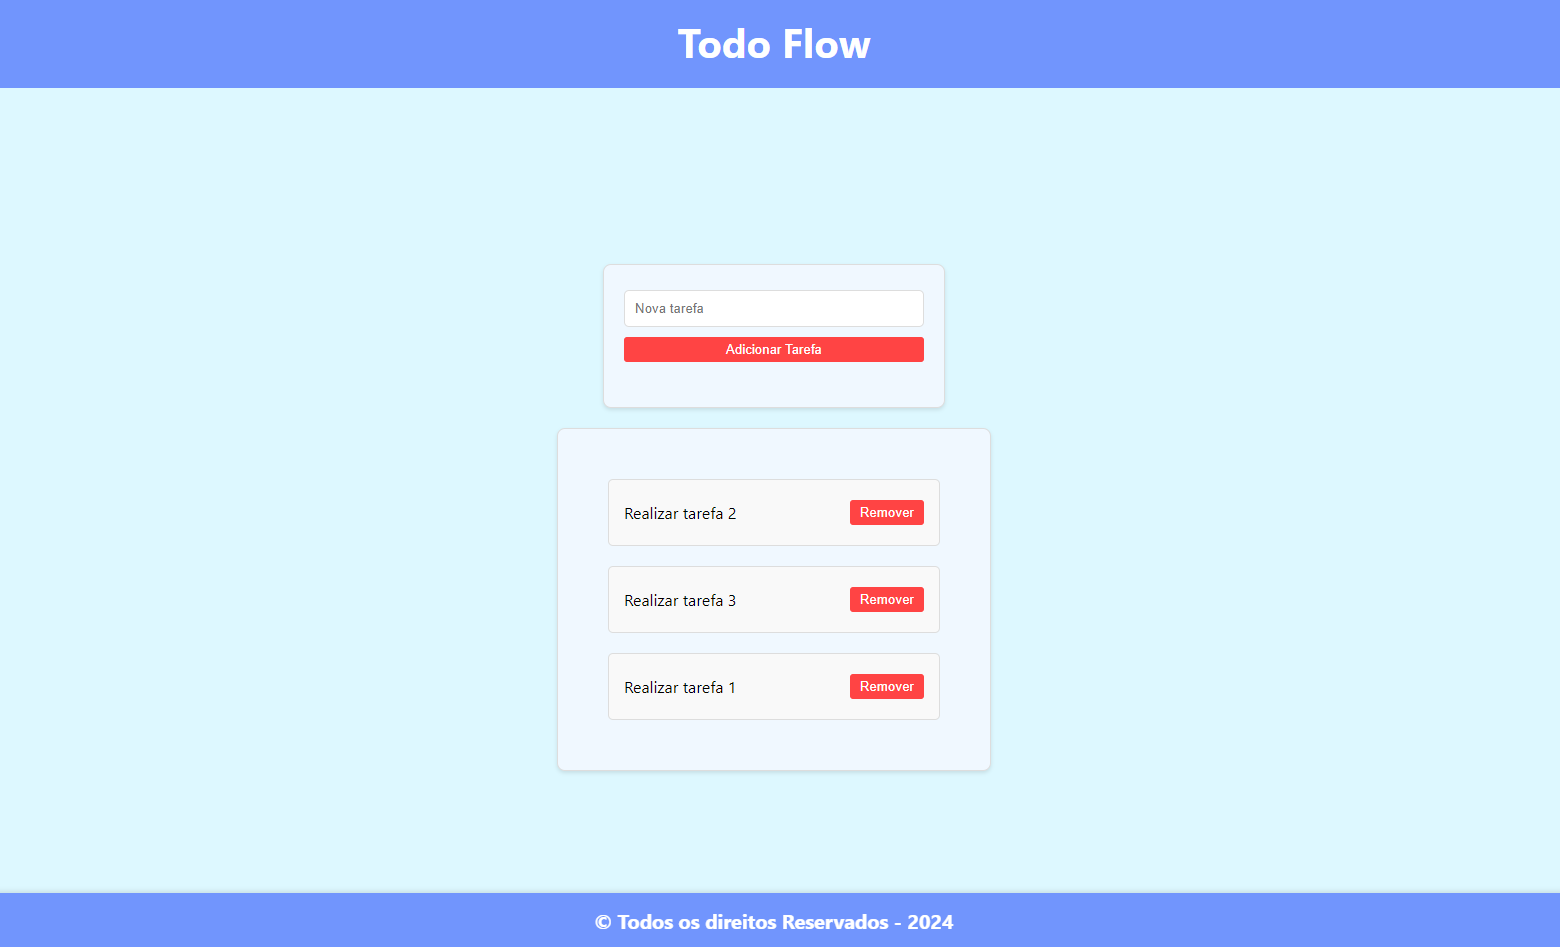 Todo Flow
Nova tarefa
Adicionar Tarefa
Realizar tarefa 2 Remover
Realizar tarefa 3 Remover
Realizar tarefa 1 Remover
© Todos os direitos Reservados - 2024